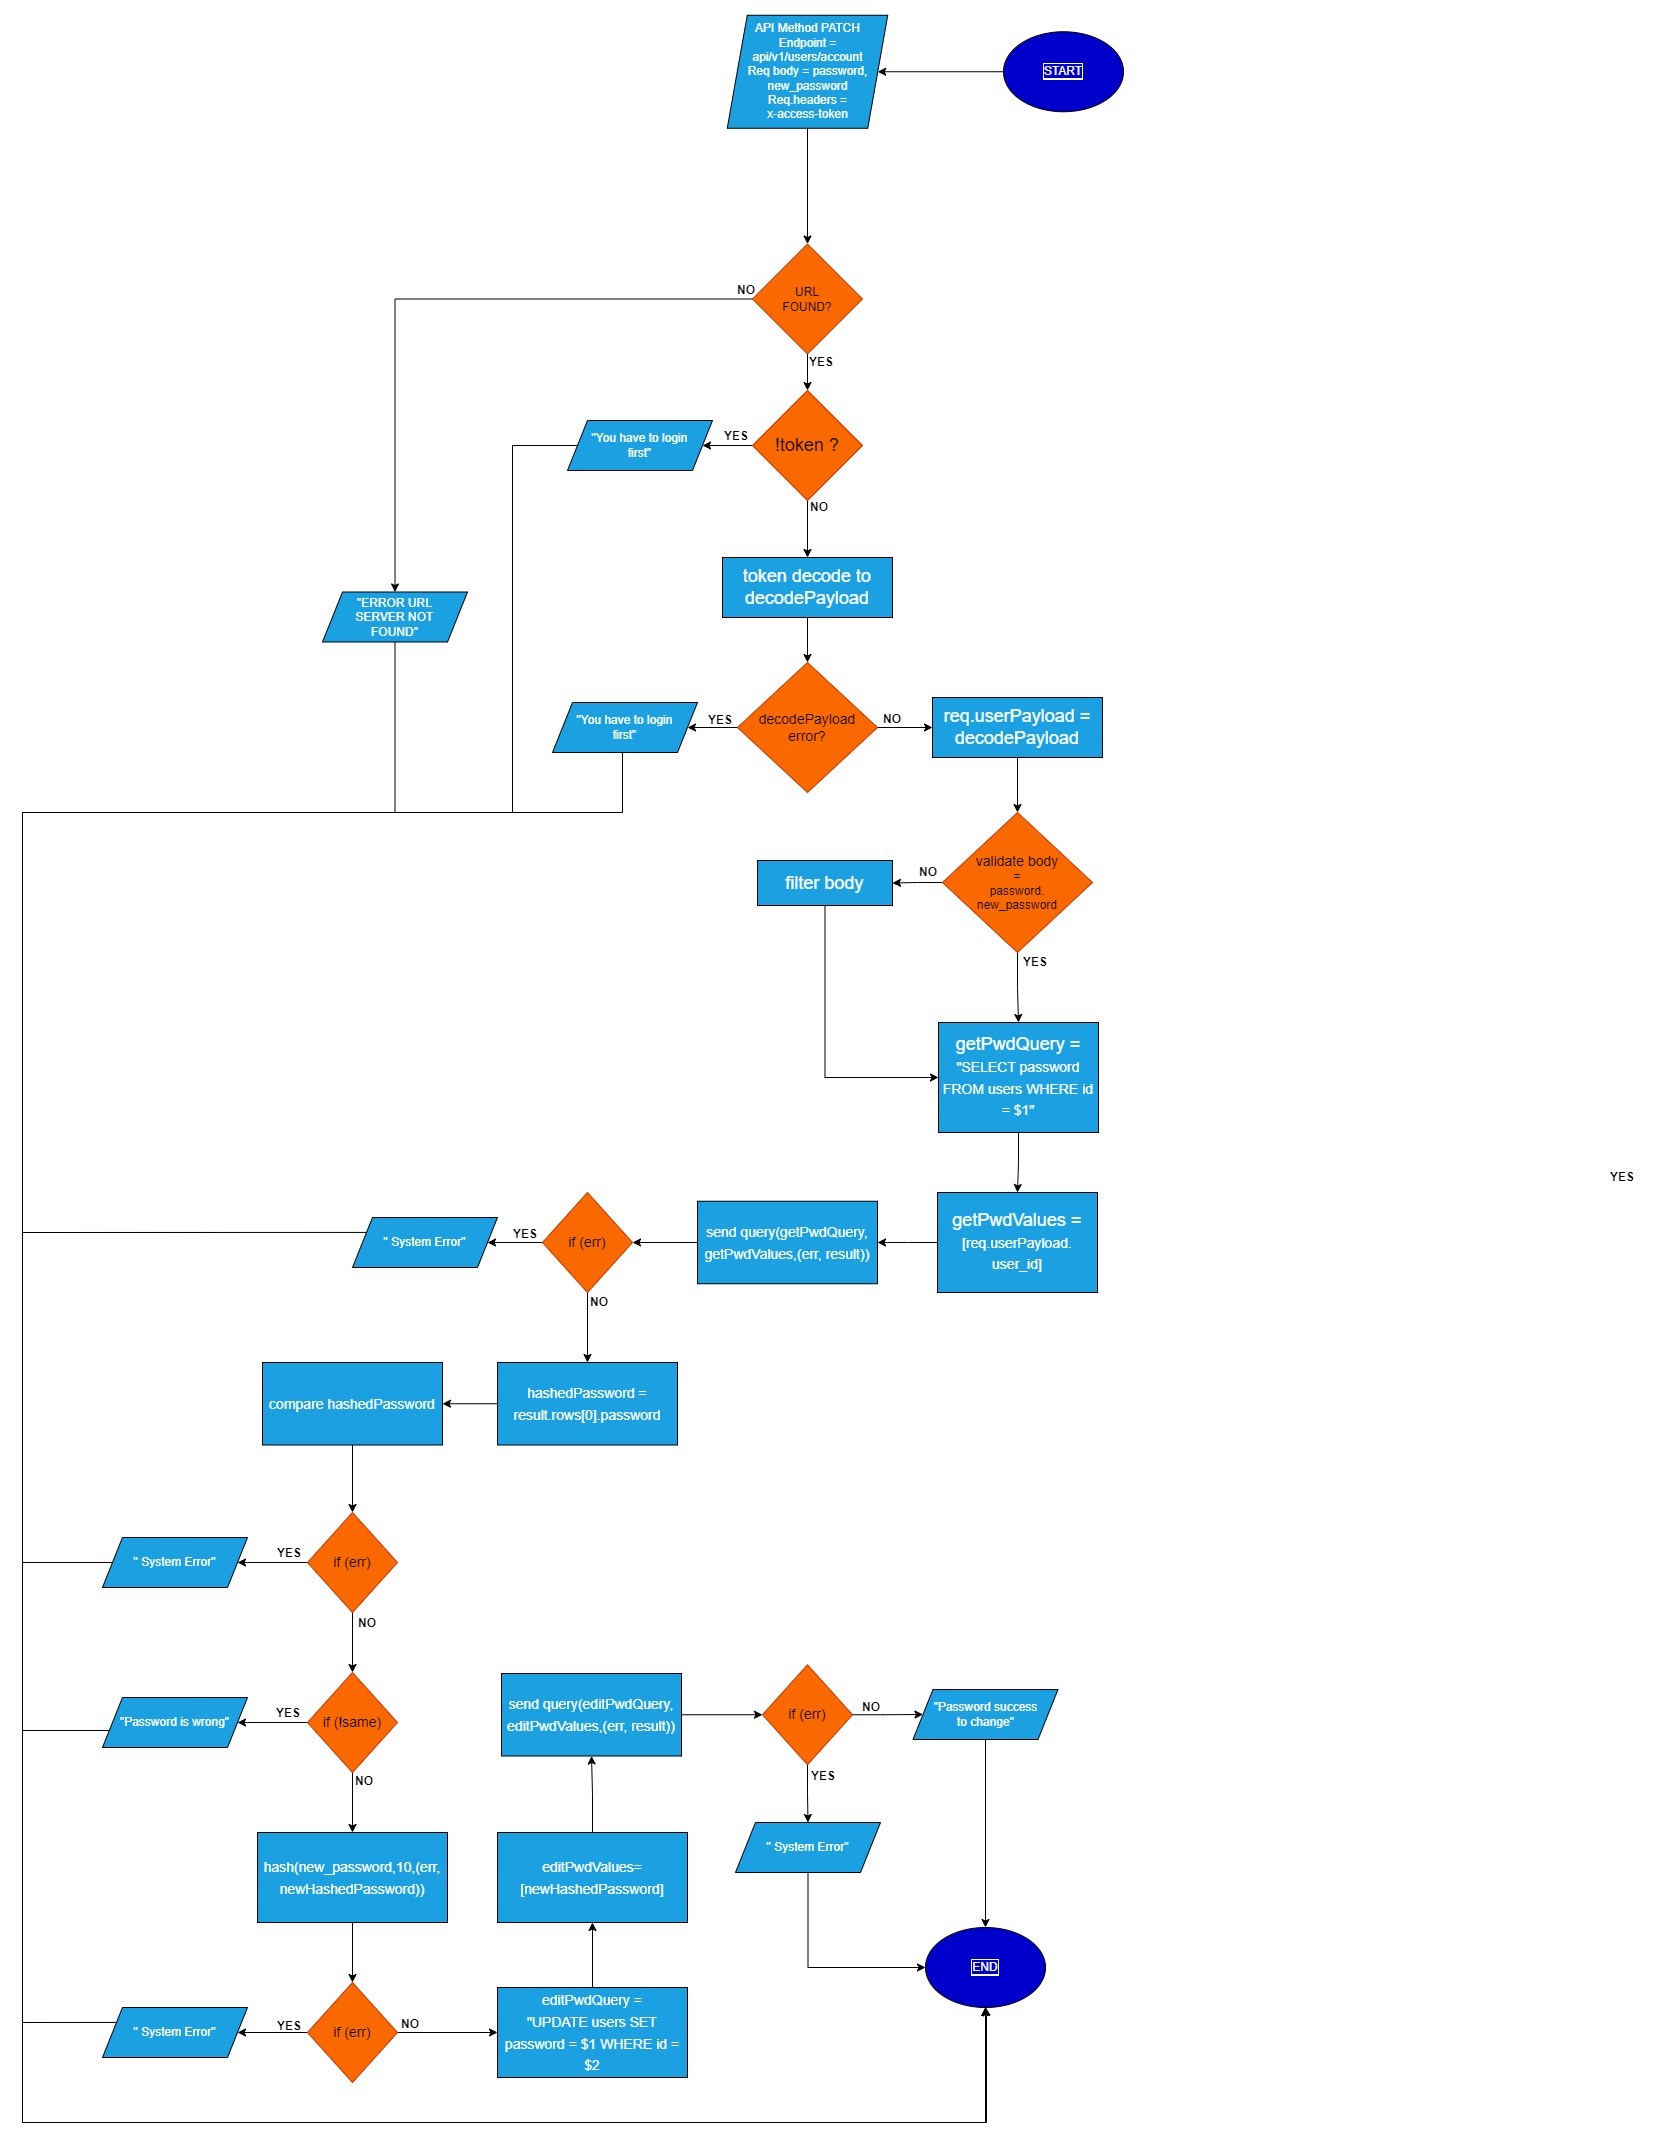 API Method PATCH
Endpoint =
api/v1/users/account
Req body = password,
new_password
Req.headers =
x-access-token
START
URL
FOUND?
NO
YES
!token ?
YES
"You have to login
first"
NO
token decode to
decodePayload
"ERROR URL
SERVER NOT
FOUND"
decodePayload
error?
YES
"You have to login
first"
NO
req.userPayload =
decodePayload
validate body
=
password.
new_password
NO
filter body
YES
getPwdQuery =
"SELECT password
FROM users WHERE id
= $1"
YES
getPwdValues =
[req.userPayload.
user_id]
send query(getPwdQuery,
getPwdValues,(err, result))
if (err)
YES
" System Error"
NO
hashedPassword =
result.rows[0].password
compare hashedPassword
if (err)
YES
" System Error"
NO
if (!same)
YES
"Password is wrong"
NO
hash(new_password,10,(err,
newHashedPassword))
if (err)
YES
" System Error"
NO
editPwdQuery =
"UPDATE users SET
password = $1 WHERE id =
$2
editPwdValues=
[newHashedPassword]
send query(editPwdQuery,
editPwdValues,(err, result))
if (err)
NO
"Password success
to change"
YES
" System Error"
END